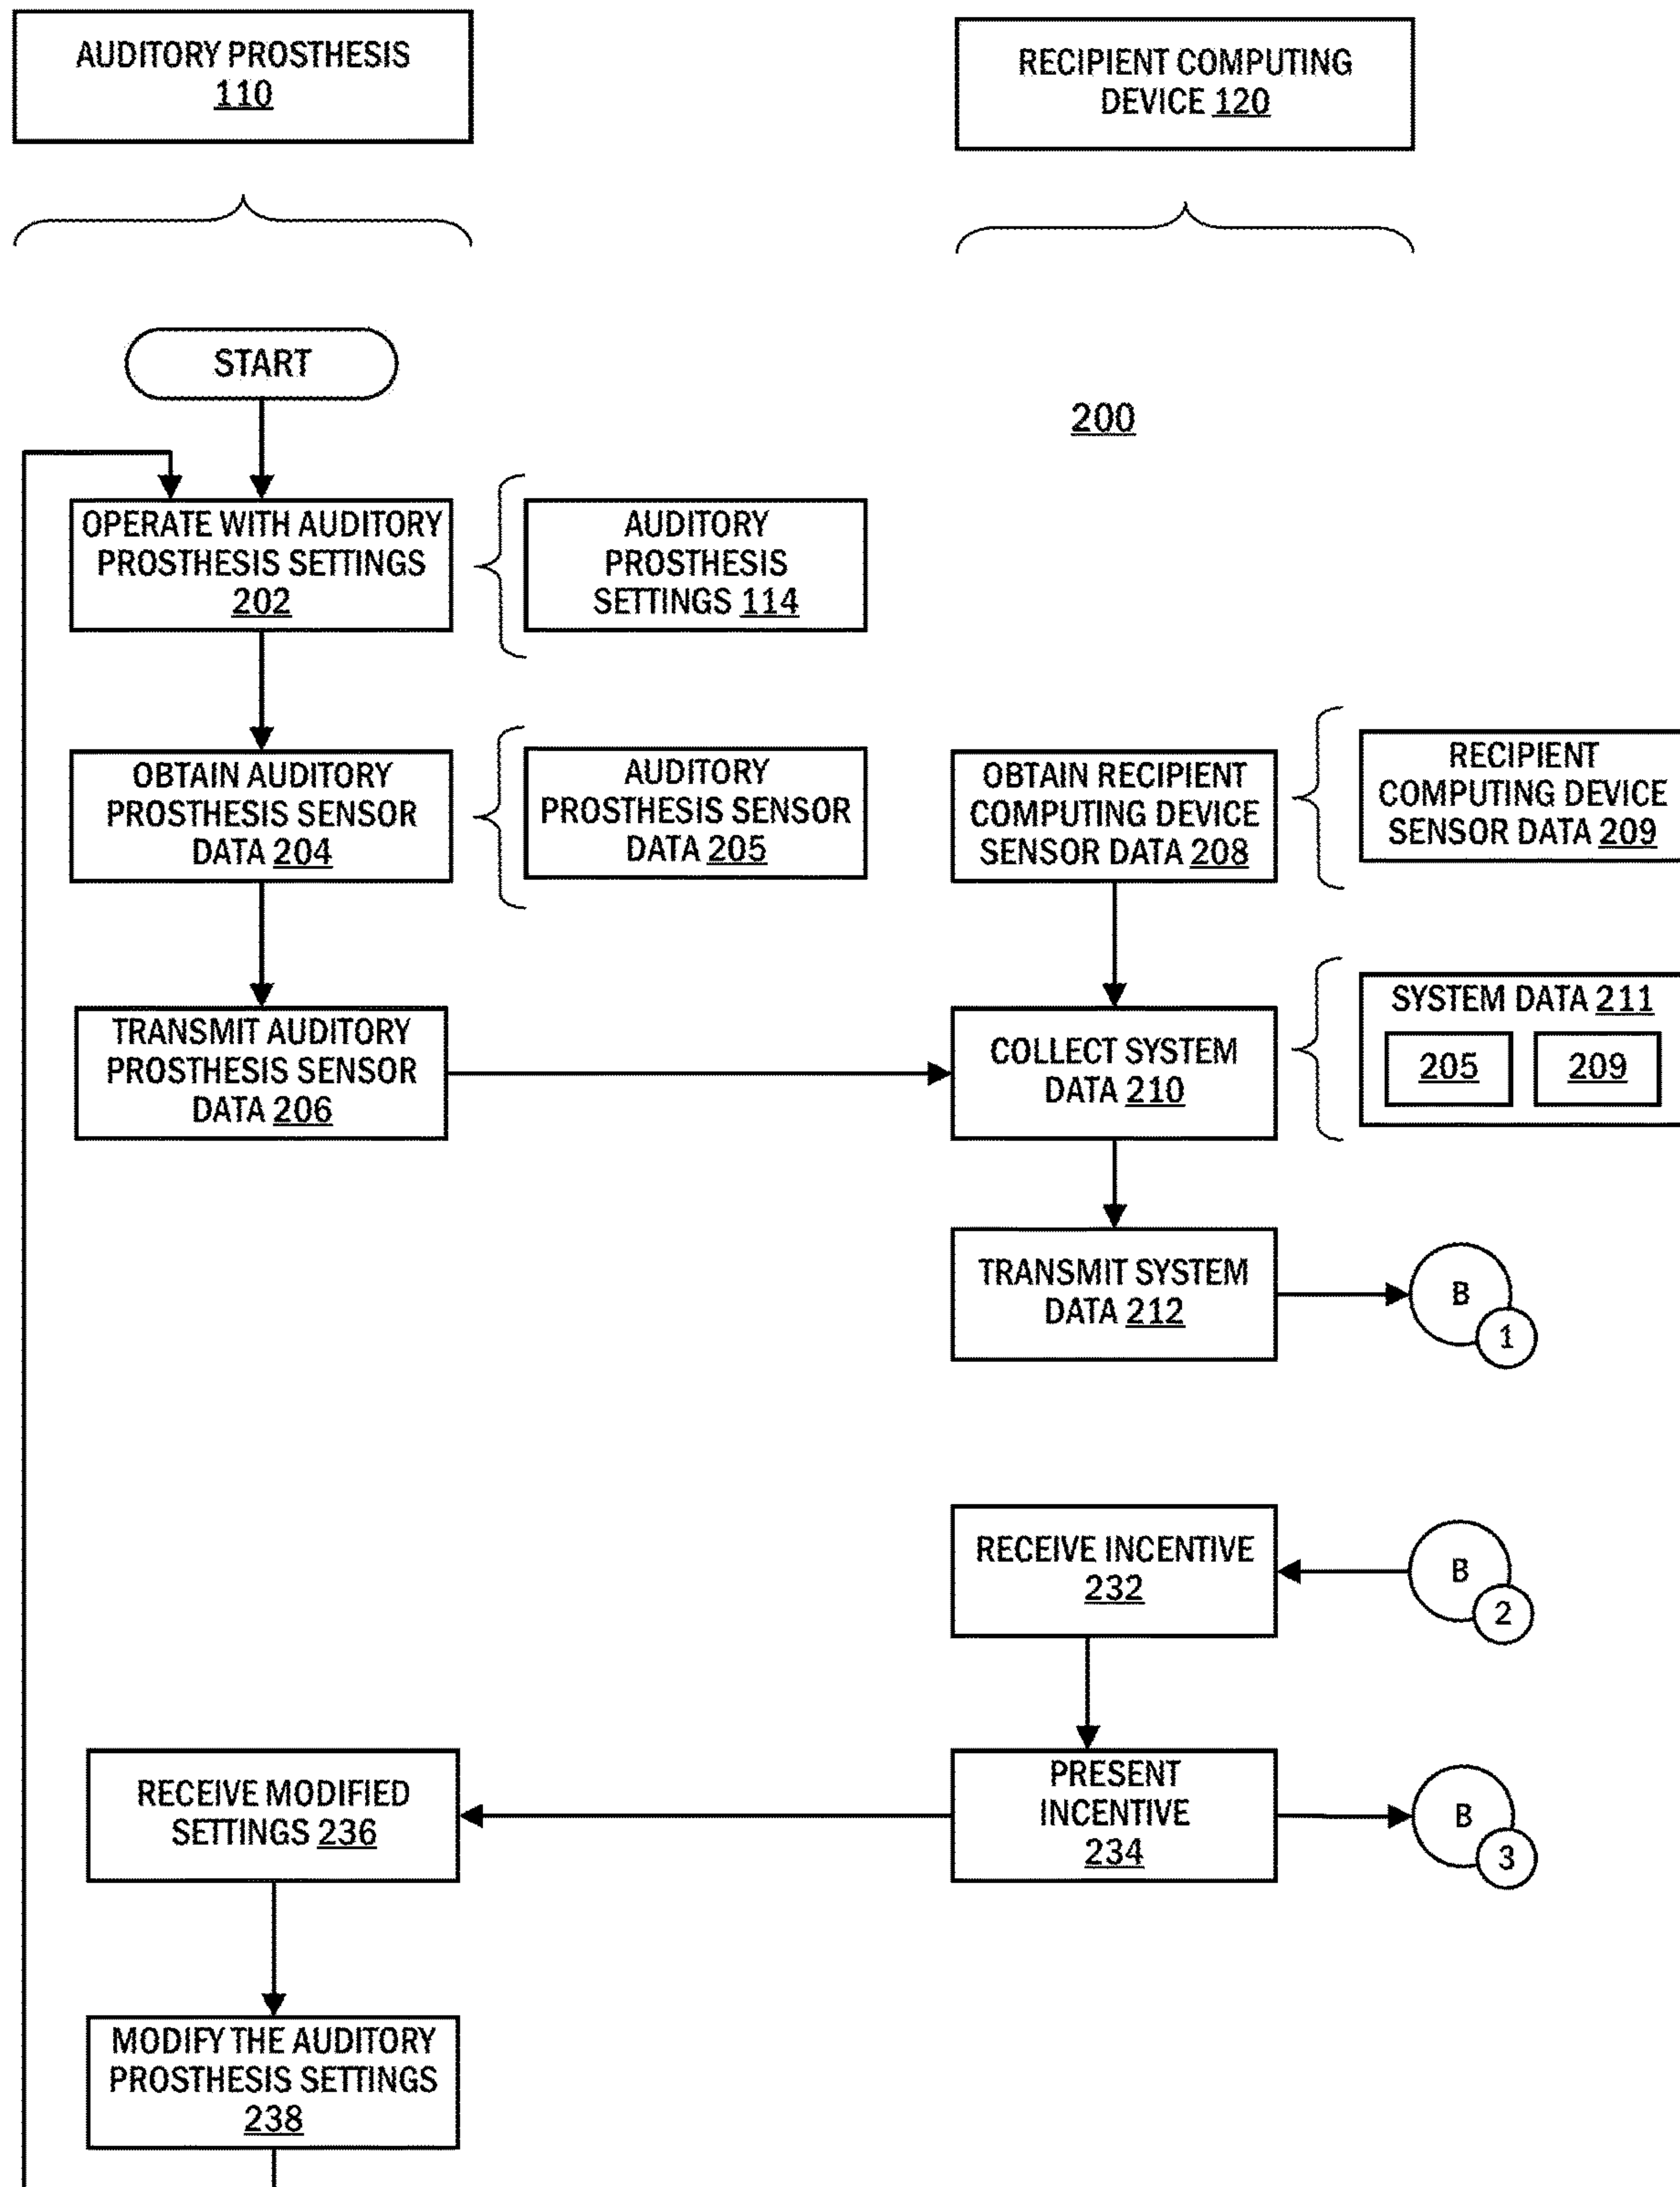 AUDITORY PROSTHESIS
110
RECIPIENT COMPUTING
DEVICE 120
START
200
OPERATE WITH AUDITORY
PROSTHESIS SETTINGS
202
AUDITORY
PROSTHESIS
SETTINGS 114
OBTAIN AUDITORY
PROSTHESIS SENSOR
DATA 204
AUDITORY
PROSTHESIS SENSOR
DATA 205
OBTAIN RECIPIENT
COMPUTING DEVICE
SENSOR DATA 208
RECIPIENT
COMPUTING DEVICE
SENSOR DATA 209
TRANSMIT AUDITORY
PROSTHESIS SENSOR
DATA 206
COLLECT SYSTEM
DATA 210
SYSTEM DATA 211
205
209
TRANSMIT SYSTEM
DATA 212
B
1
RECEIVE INCENTIVE
232
B
2
RECEIVE MODIFIED
SETTINGS 236
PRESENT
INCENTIVE
234
B
3
MODIFY THE AUDITORY
PROSTHESIS SETTINGS
238